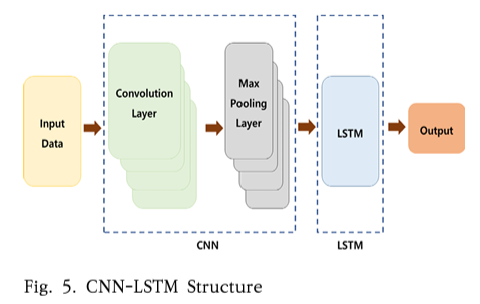 Input
Data
Convolution
Layer
Max
Pooling
Layer
LSTM
Output
CNN
LSTM
Fig. 5. CNN-LSTM Structure